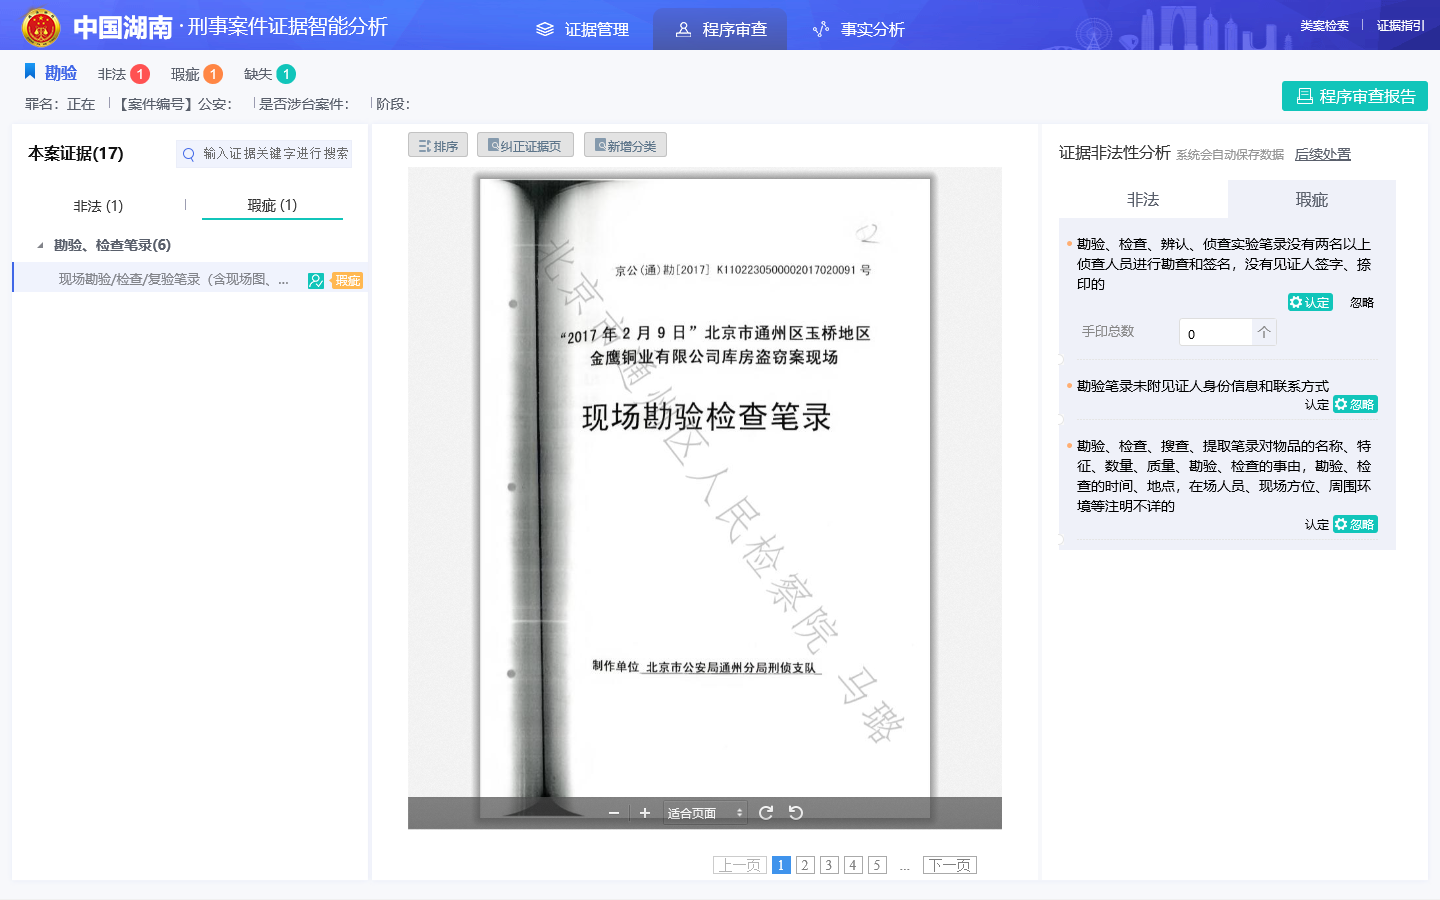 中国湖南·刑事案件证据智能分析
证据管理
程序审查
事实分析
类案检索
证据指引
勘验
非法 1
瑕疵 1
缺失 1
罪名：正在
【案件编号】公安：
是否涉台案件：
阶段：
程序审查报告
本案证据(17)
输入证据关键字进行搜索
非法 (1)
瑕疵 (1)
勘验、检查笔录(6)
现场勘验/检查/复验笔录（含现场图、...
瑕疵
排序
纠正证据页
新增分类
京公(通)勘[2017] K1102230500002017020091 号
“2017 年 2 月 9 日”北京市通州区玉桥地区
金鹰铜业有限公司库房盗窃案现场
现场勘验检查笔录
北京市通州区人民检察院 马璐
制作单位 北京市公安局通州分局刑侦支队
适合页面
上一页
1
2
3
4
5
...
下一页
证据非法性分析
系统会自动保存数据
后续处置
非法
瑕疵
勘验、检查、辨认、侦查实验笔录没有两名以上
侦查人员进行勘查和签名，没有见证人签字、捺
印的
认定
忽略
手印总数
0
个
勘验笔录未附见证人身份信息和联系方式
认定
忽略
勘验、检查、搜查、提取笔录对物品的名称、特
征、数量、质量、勘验、检查的事由，勘验、检
查的时间、地点，在场人员、现场方位、周围环
境等注明不详的
认定
忽略